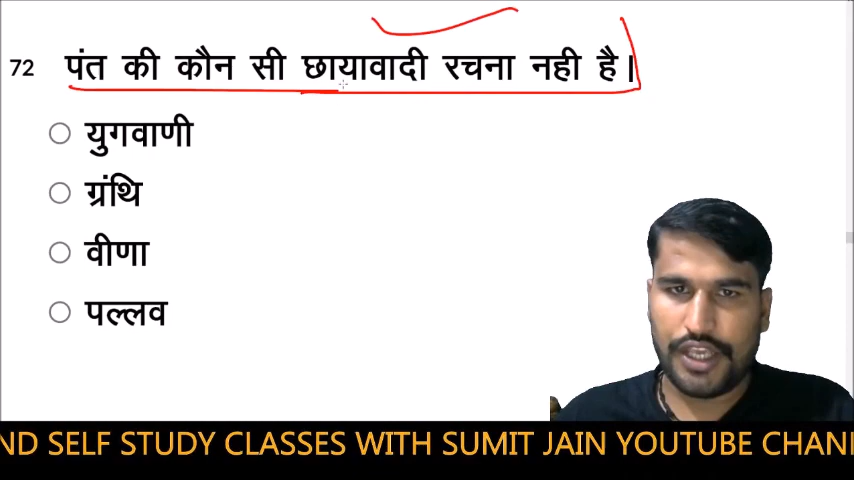 72 पंत की कौन सी छायावादी रचना नही है।
युगवाणी
ग्रंथि
वीणा
पल्लव
ND SELF STUDY CLASSES WITH SUMIT JAIN YOUTUBE CHAN